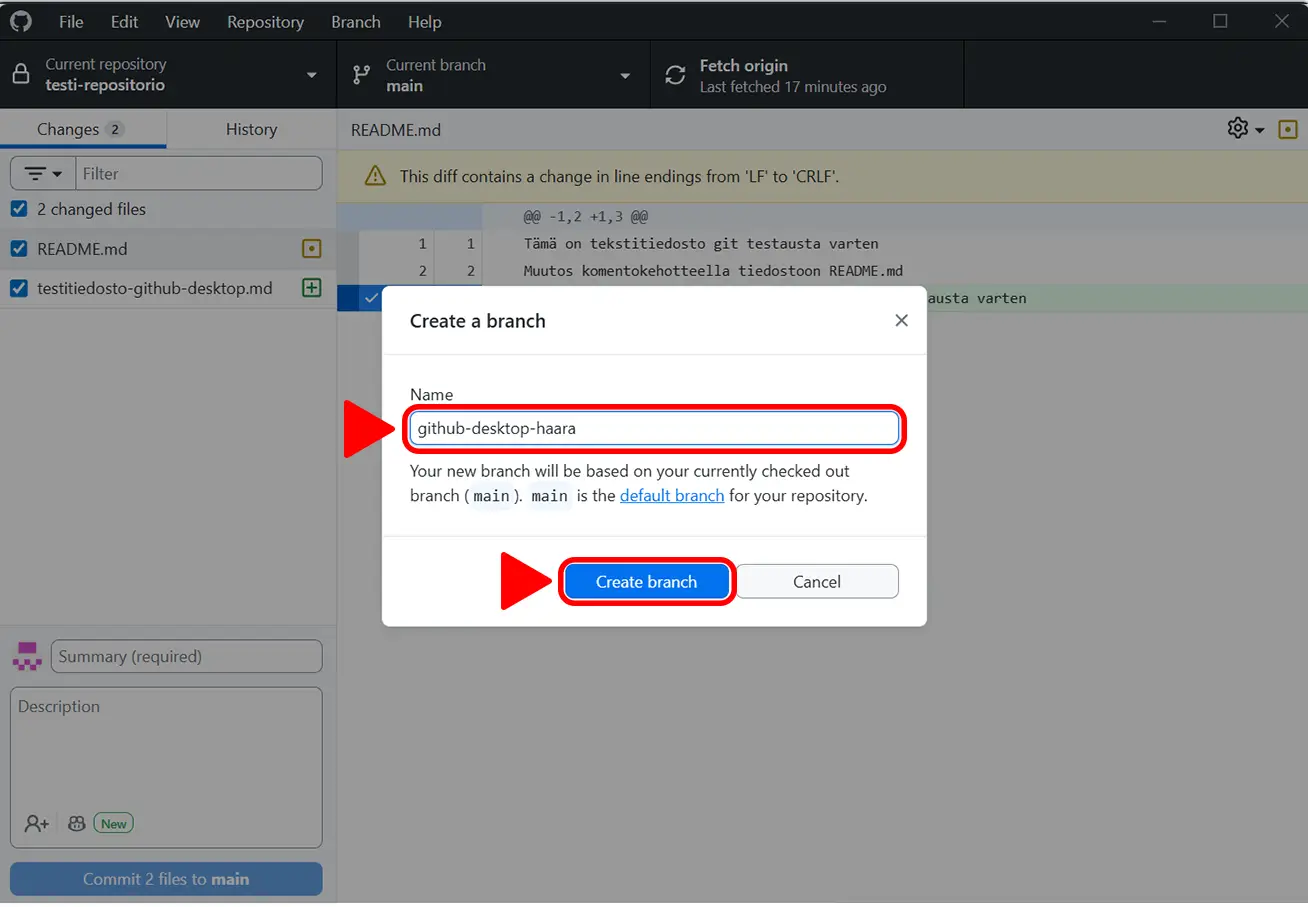 File Edit View Repository Branch Help
Current repository
testi-repositorio
Current branch
main
Fetch origin
Last fetched 17 minutes ago
Changes 2
History
README.md
Filter
This diff contains a change in line endings from 'LF' to 'CRLF'.
2 changed files
README.md
testitiedosto-github-desktop.md
@@ -1,2 +1,3 @@
1 1 Tämä on tekstitiedosto git testausta varten
2 2 Muutos komentokehotteella tiedostoon README.md
austa varten
Create a branch
Name
github-desktop-haara
Your new branch will be based on your currently checked out
branch (main). main is the default branch for your repository.
Create branch
Cancel
Summary (required)
Description
New
Commit 2 files to main